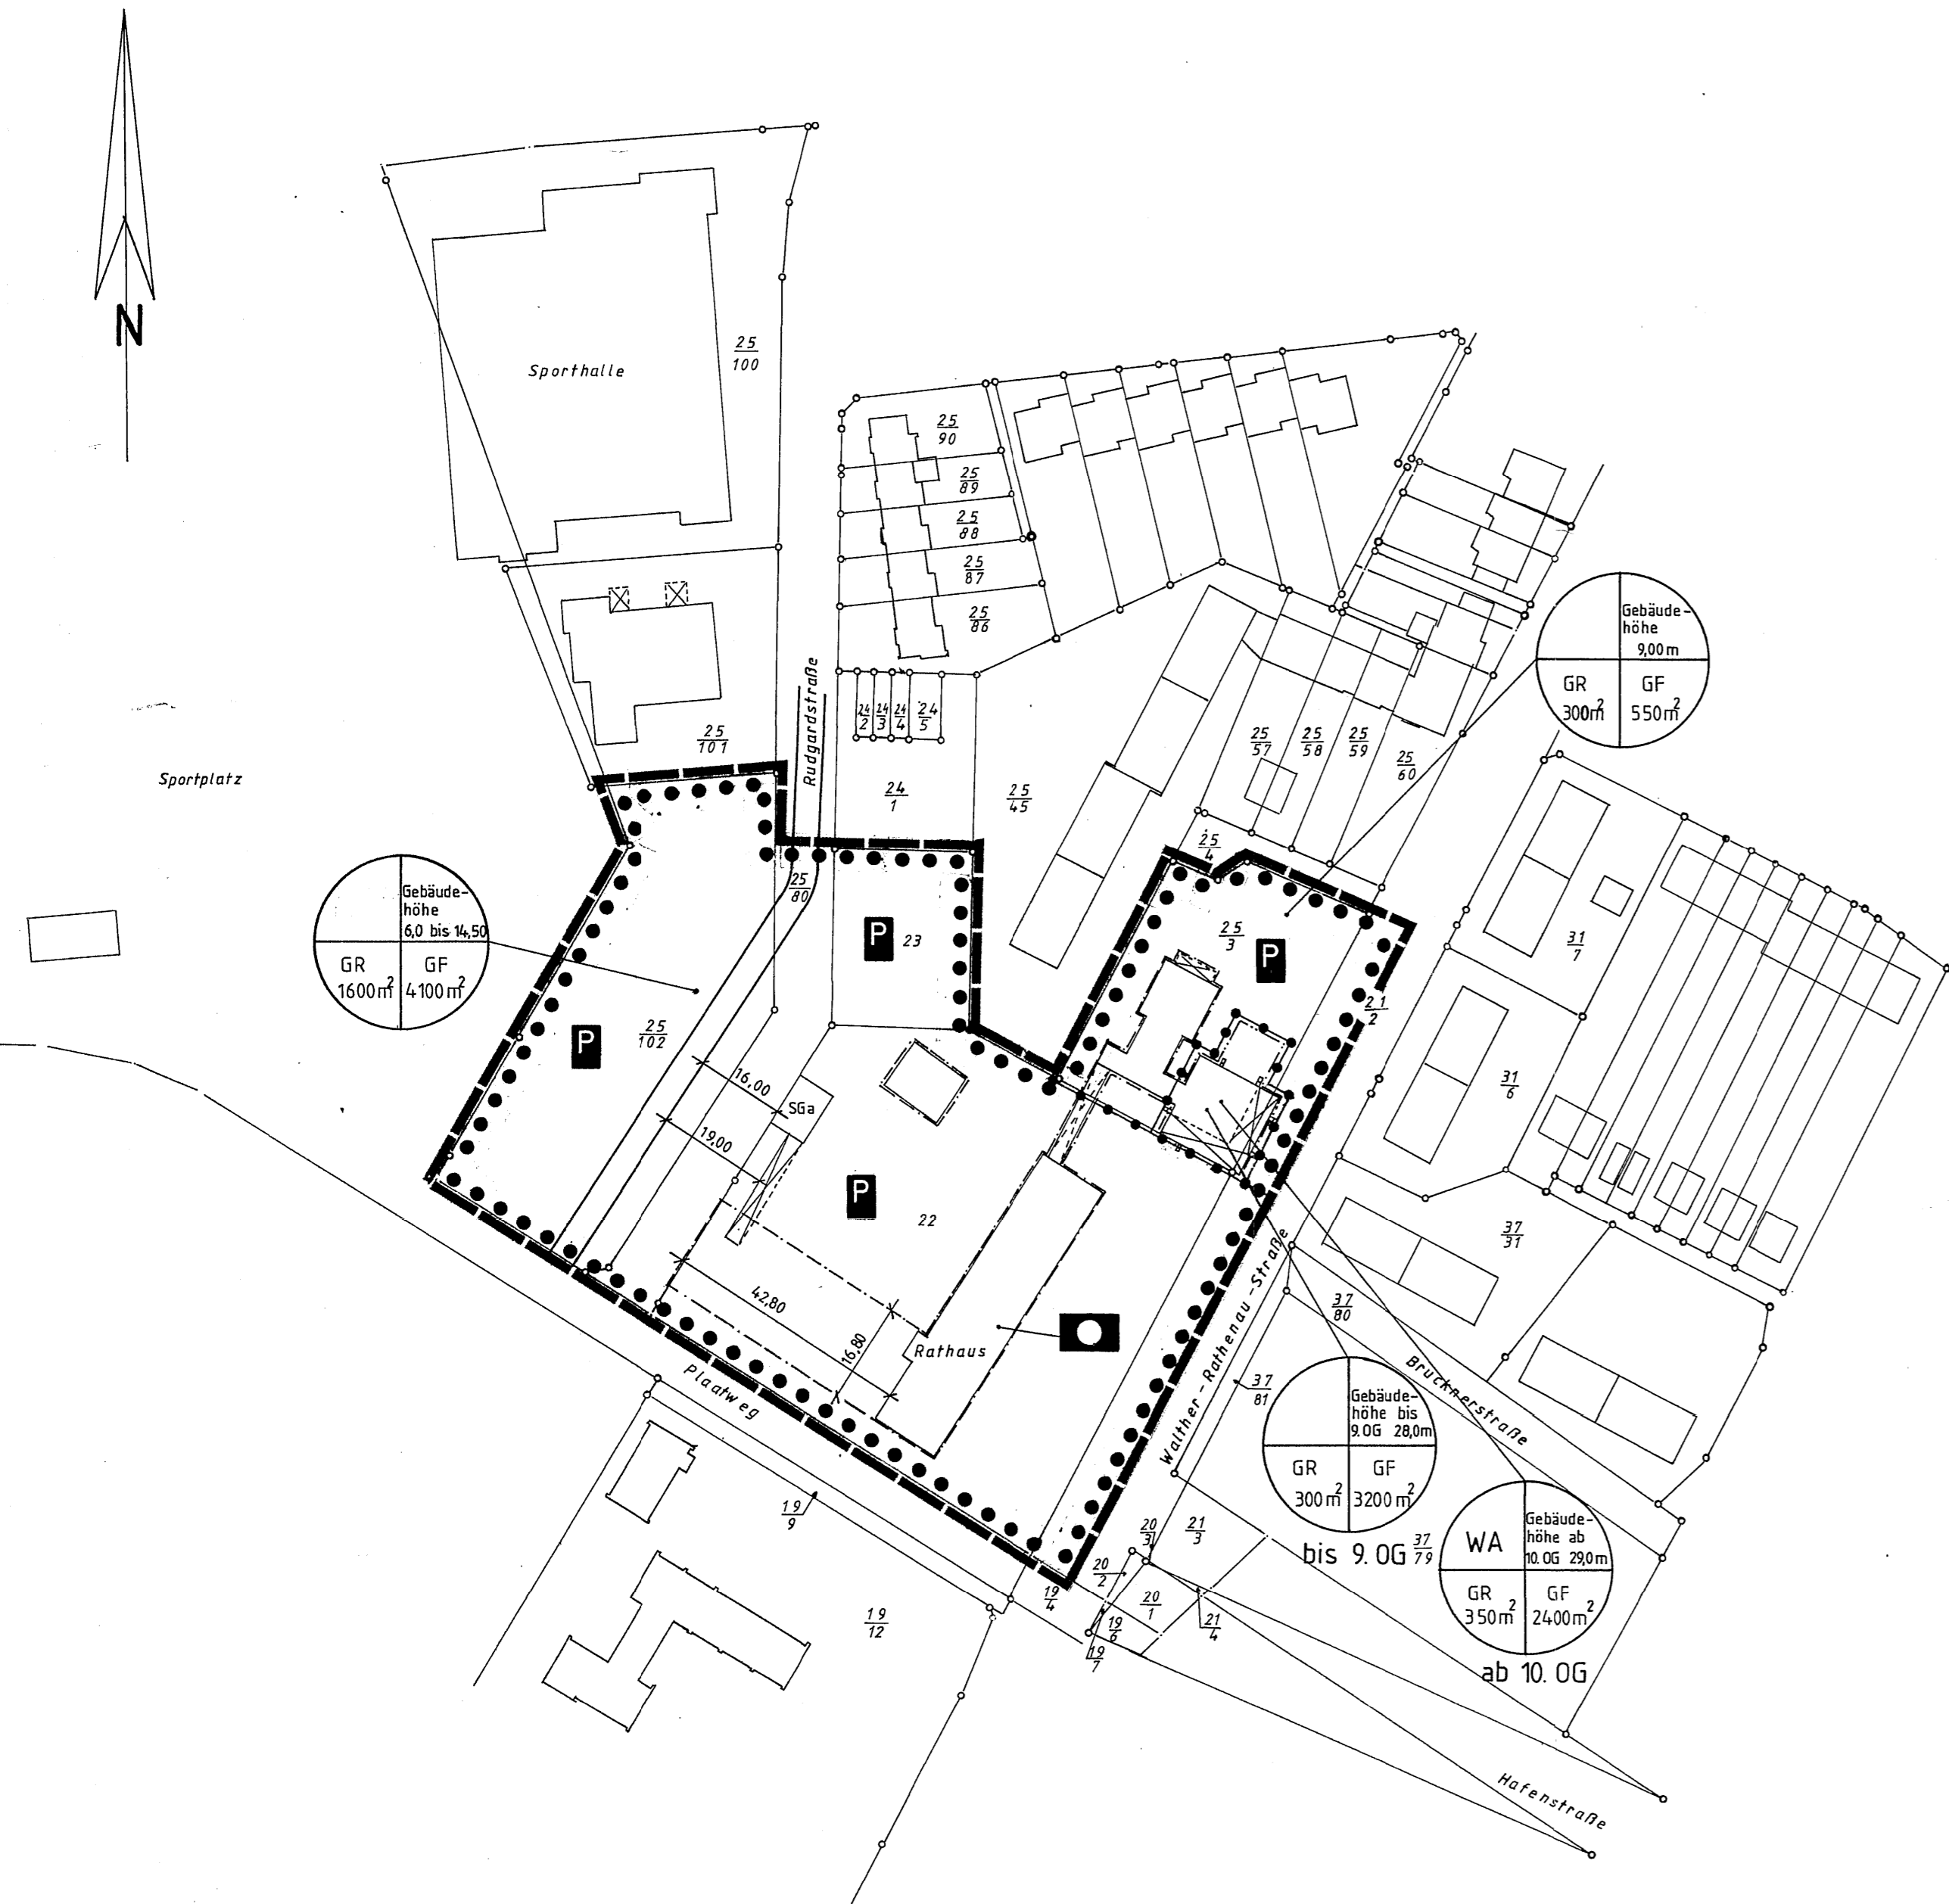 N
Sporthalle
25
100
25
90
25
89
25
88
25
87
25
86
Gebäude-
höhe
9,00 m
GR
300m²
GF
550m²
Rudgardstraße
24
2
24
3
24
4
24
5
25
101
Sportplatz
24
1
25
45
25
57
25
58
25
59
25
60
25
4
Gebäude-
höhe
6,0 bis 14,50
GR
1600m²
GF
4100m²
25
80
P
23
25
3
P
31
7
21
2
25
102
P
16,00
SGa
19,00
31
6
P
22
37
31
42,80
16,80
Rathaus
Plaatweg
Walther-Rathenau-Straße
37
80
37
81
Brucknerstraße
Gebäude-
höhe bis
9.OG 28,0m
GR
300m²
GF
3200m²
bis 9. OG
37
79
WA
Gebäude-
höhe ab
10.OG 29,0m
GR
350m²
GF
2400m²
ab 10. OG
19
9
20
3
21
3
20
2
19
4
20
1
19
6
21
4
19
7
19
12
Hafenstraße